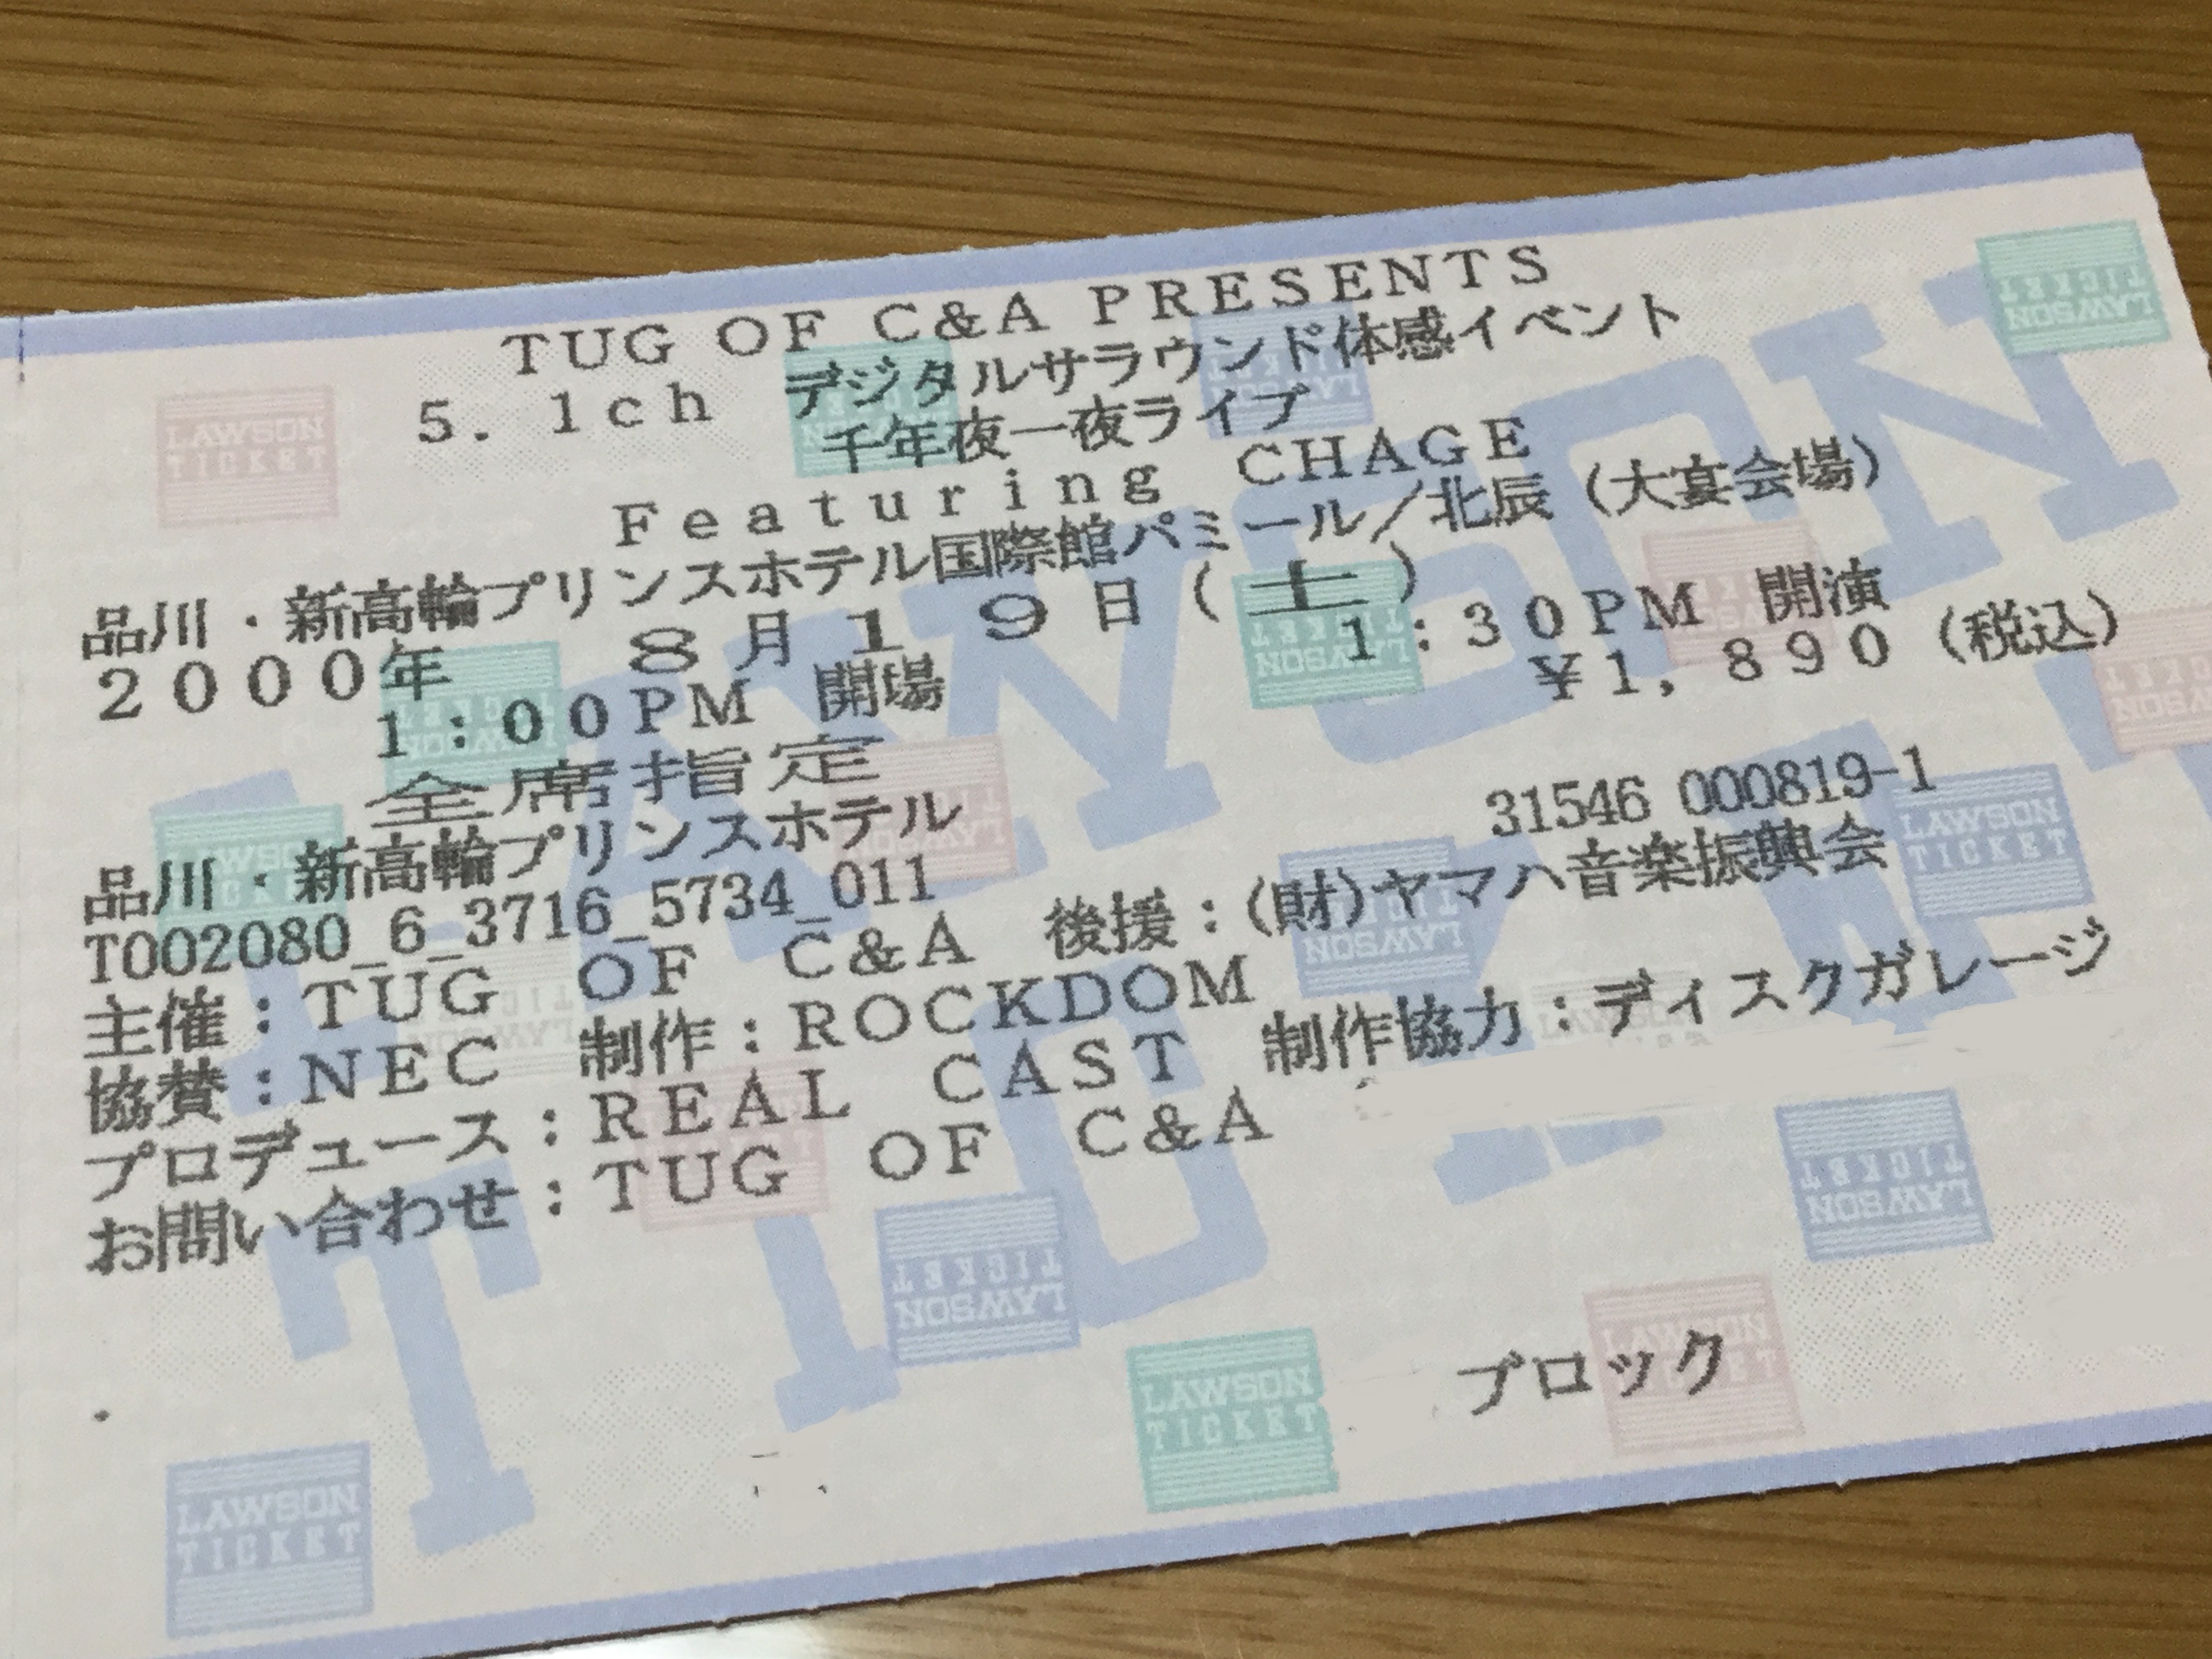 TUG OF C&A PRESENTS
5.1ch デジタルサラウンド体感イベント
千年夜一夜ライブ
Featuring CHAGE
品川・新高輪プリンスホテル国際館パミール/北辰(大宴会場)
2000年 8月19日(土)
1:00PM 開場 1:30PM 開演
全席指定 ¥1,890(税込)
品川・新高輪プリンスホテル 31546 000819-1
T002080_6_3716_5734_011
主催:TUG OF C&A 後援:(財)ヤマハ音楽振興会
協賛:NEC 制作:ROCKDOM
プロデュース:REAL CAST 制作協力:ディスクガレージ
お問い合わせ:TUG OF C&A
ブロック
LAWSON
TICKET